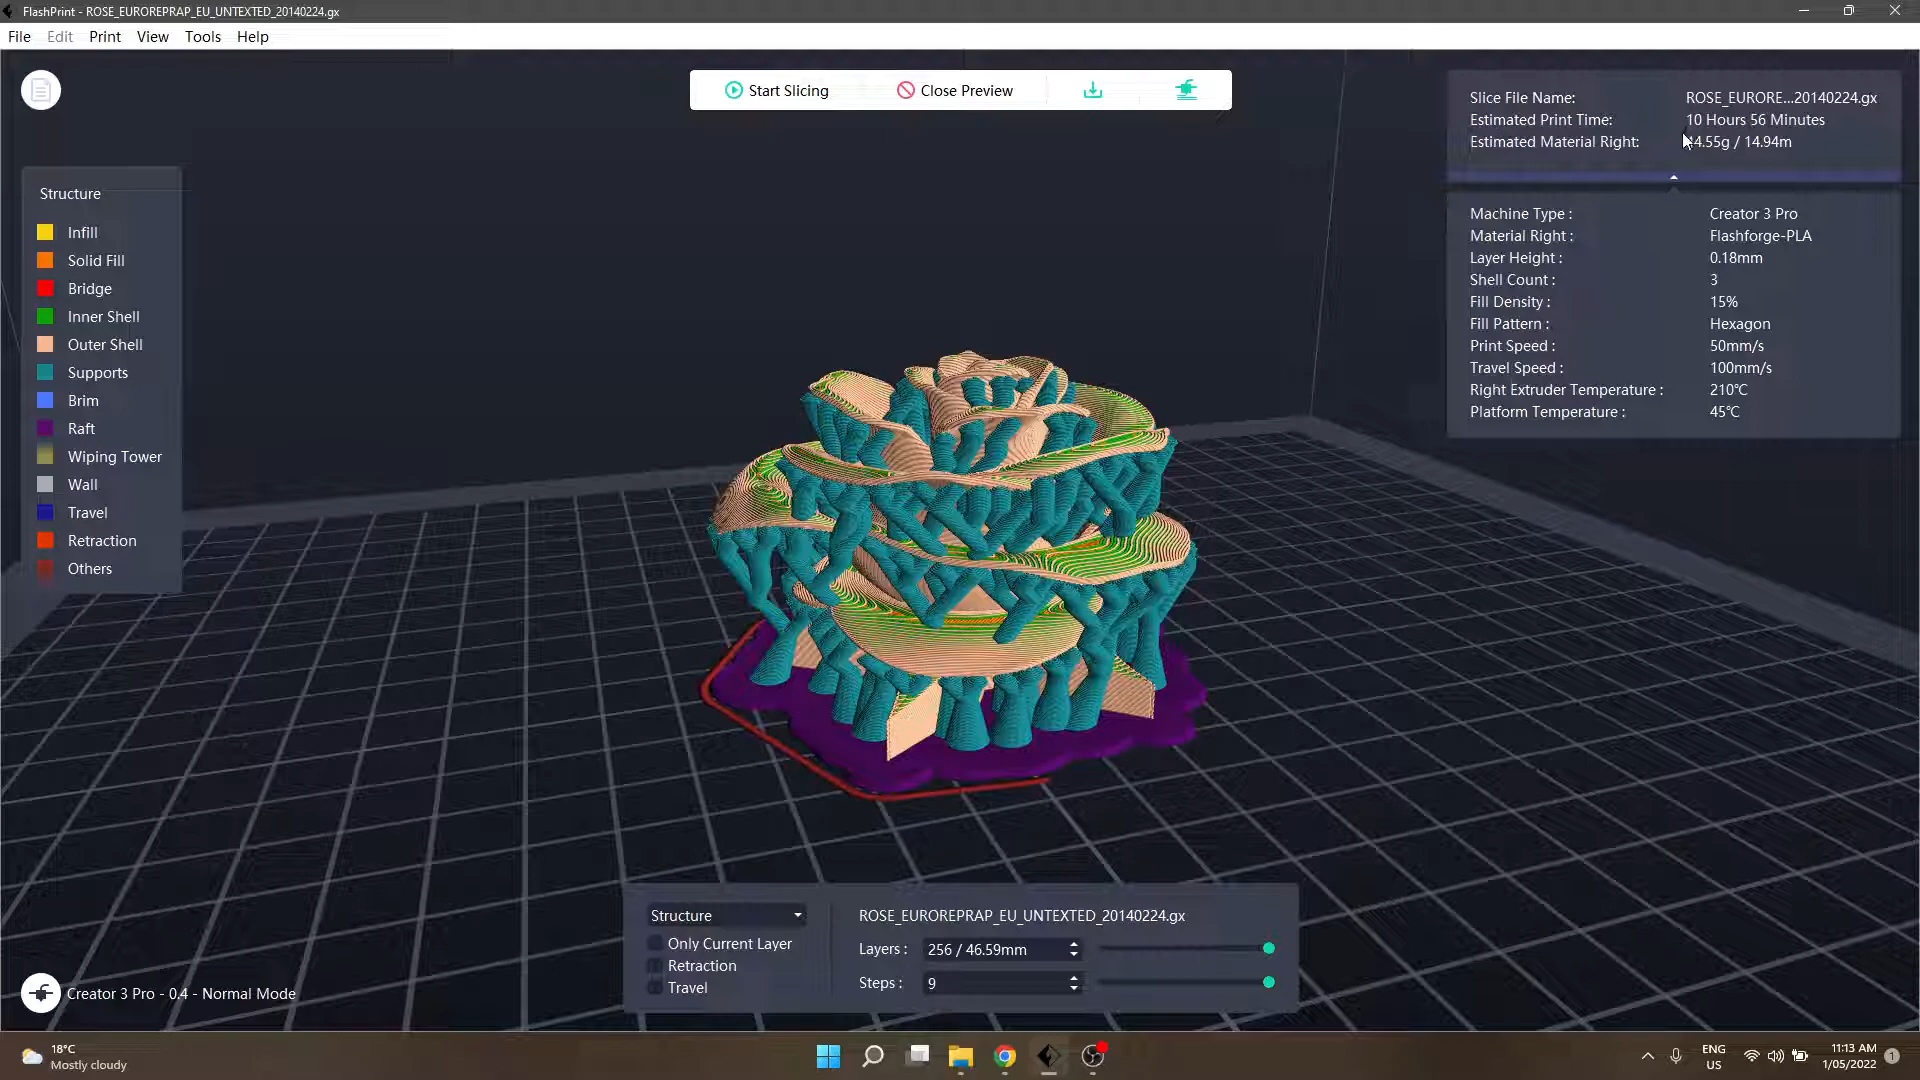 FlashPrint - ROSE_EUROREPRAP_EU_UNTEXTED_20140224.gx
File Edit Print View Tools Help
Start Slicing Close Preview
Slice File Name: ROSE_EURORE...20140224.gx
Estimated Print Time: 10 Hours 56 Minutes
Estimated Material Right: 4.55g / 14.94m
Structure
Infill
Solid Fill
Bridge
Inner Shell
Outer Shell
Supports
Brim
Raft
Wiping Tower
Wall
Travel
Retraction
Others
Machine Type : Creator 3 Pro
Material Right : Flashforge-PLA
Layer Height : 0.18mm
Shell Count : 3
Fill Density : 15%
Fill Pattern : Hexagon
Print Speed : 50mm/s
Travel Speed : 100mm/s
Right Extruder Temperature : 210℃
Platform Temperature : 45℃
Structure
Only Current Layer
Retraction
Travel
ROSE_EUROREPRAP_EU_UNTEXTED_20140224.gx
Layers : 256 / 46.59mm
Steps : 9
Creator 3 Pro - 0.4 - Normal Mode
18°C
Mostly cloudy
ENG
US
11:13 AM
1/05/2022
1